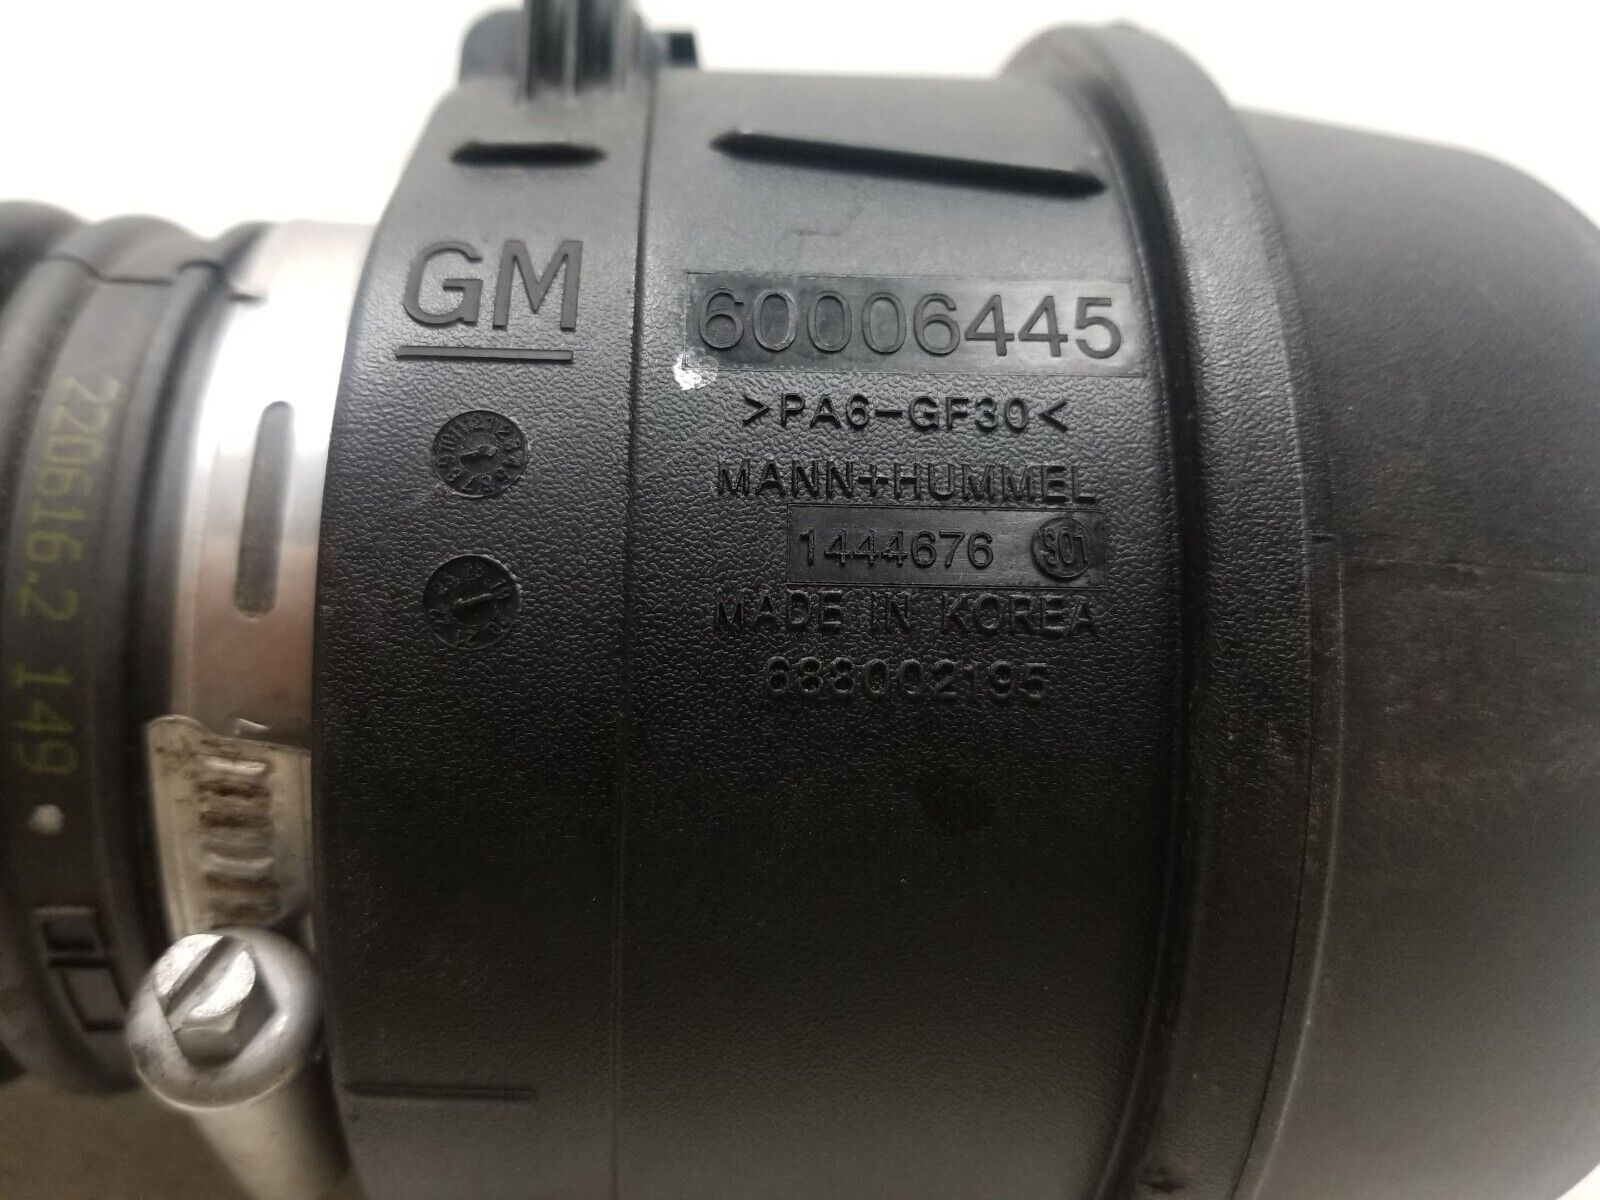 GM
60006445
>PA6-GF30<
MANN+HUMMEL
1444676 S01
MADE IN KOREA
688002195
220616.2 149